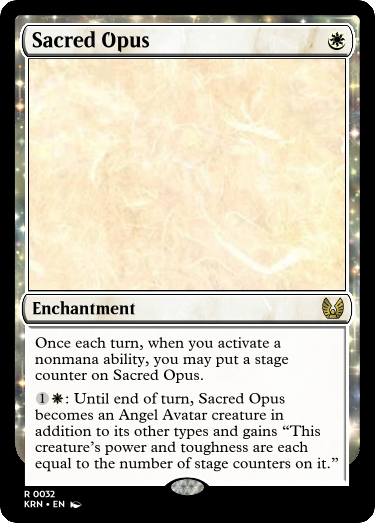 Sacred Opus
Enchantment
Once each turn, when you activate a
nonmana ability, you may put a stage
counter on Sacred Opus.
1 : Until end of turn, Sacred Opus
becomes an Angel Avatar creature in
addition to its other types and gains “This
creature’s power and toughness are each
equal to the number of stage counters on it.”
R 0032
KRN • EN